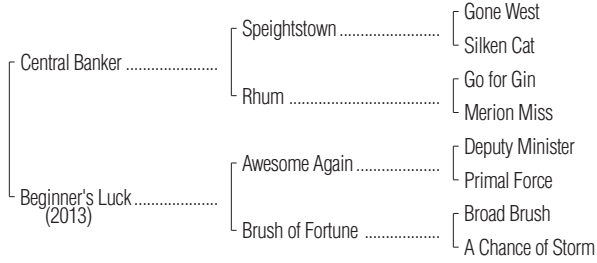 Gone West
Speightstown ....................
Silken Cat
Central Banker ......................
Go for Gin
Rhum ....................................
Merion Miss
Deputy Minister
Awesome Again ....................
Primal Force
Beginner's Luck ....................
(2013)
Broad Brush
Brush of Fortune ..................
A Chance of Storm